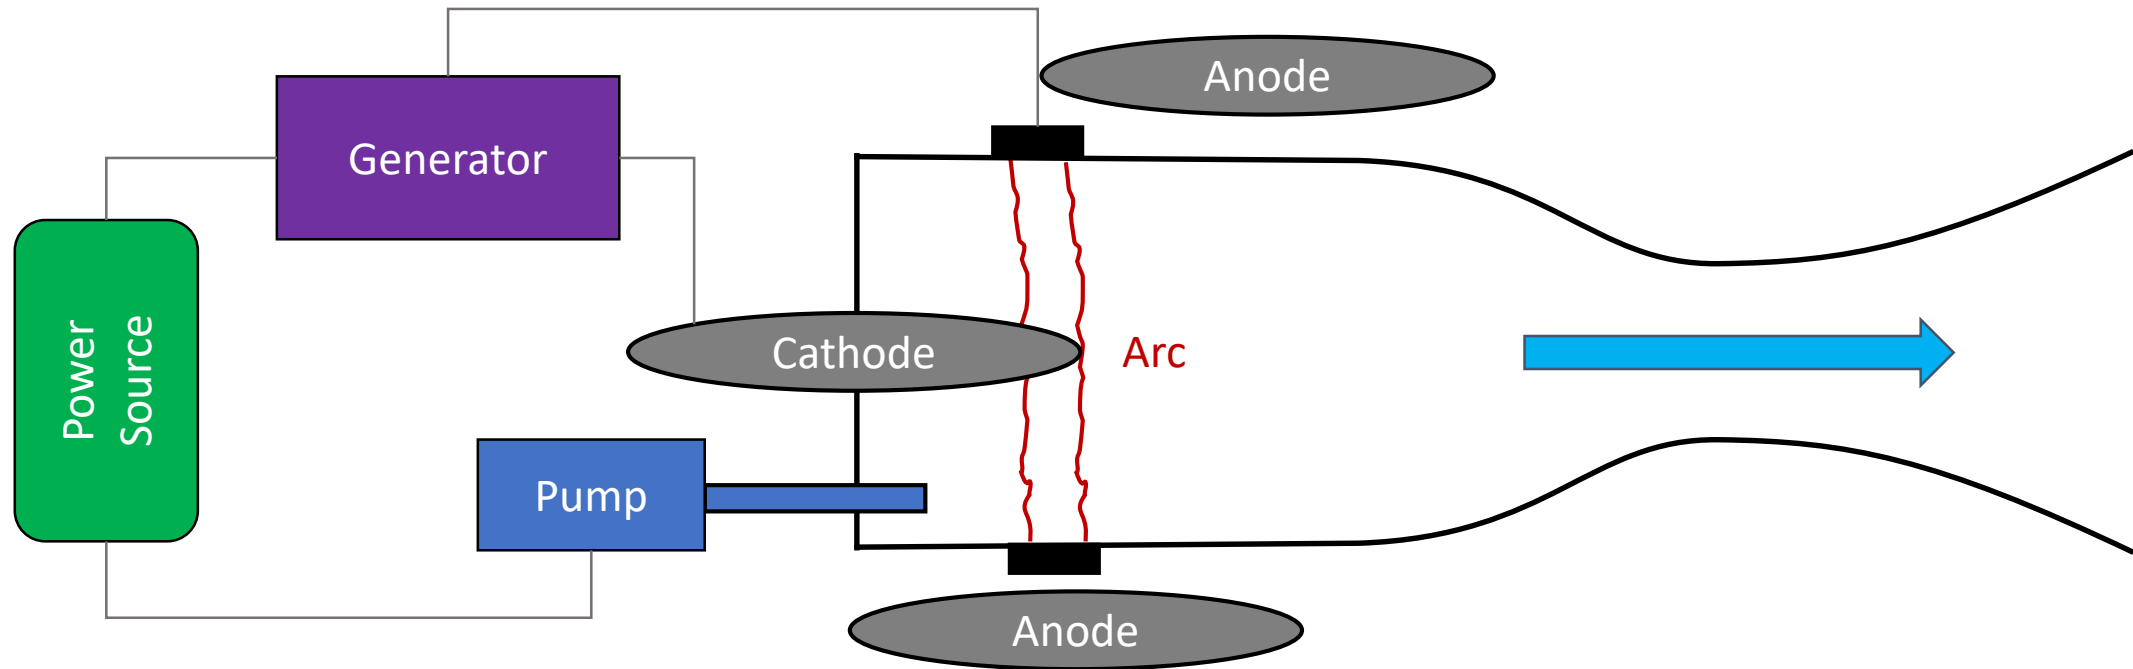 Anode
Generator
Power
Source
Cathode
Arc
Pump
Anode